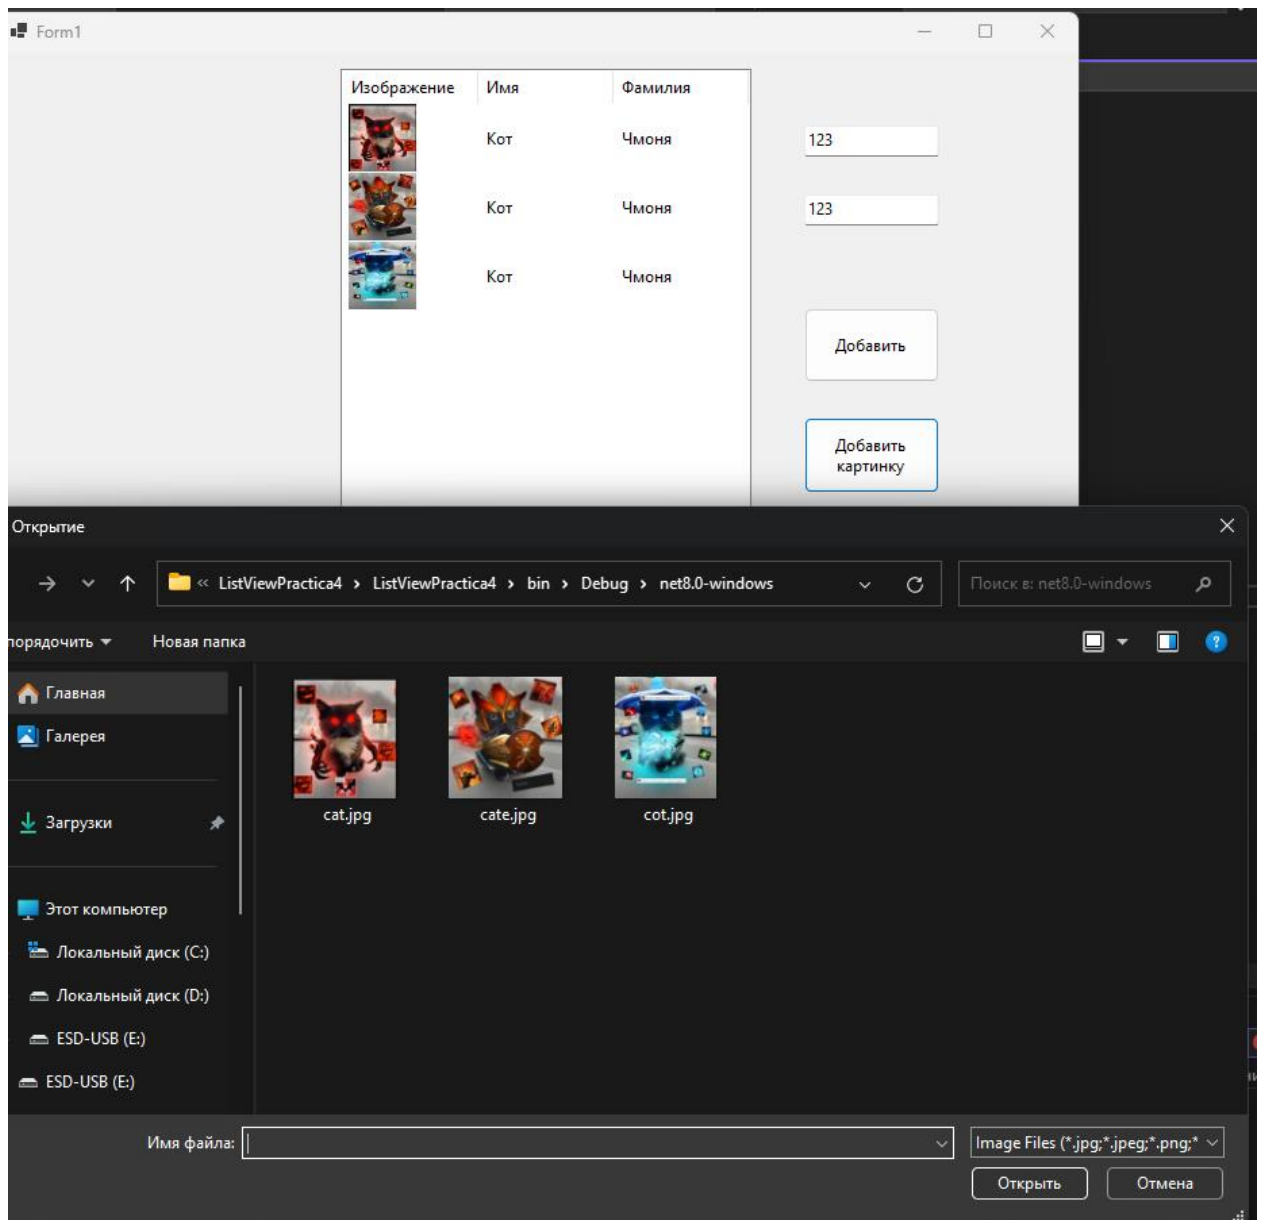 Form1
Изображение Имя Фамилия
Кот Чмоня
123
Кот Чмоня
123
Кот Чмоня
Добавить
Добавить
картинку
Открытие
« ListViewPractica4 > ListViewPractica4 > bin > Debug > net8.0-windows
Поиск в: net8.0-windows
порядочить Новая папка
Главная
Галерея
Загрузки
Этот компьютер
Локальный диск (C:)
Локальный диск (D:)
ESD-USB (E:)
ESD-USB (E:)
cat.jpg cate.jpg cot.jpg
Имя файла:
Image Files (*.jpg;*.jpeg;*.png;*
Открыть Отмена